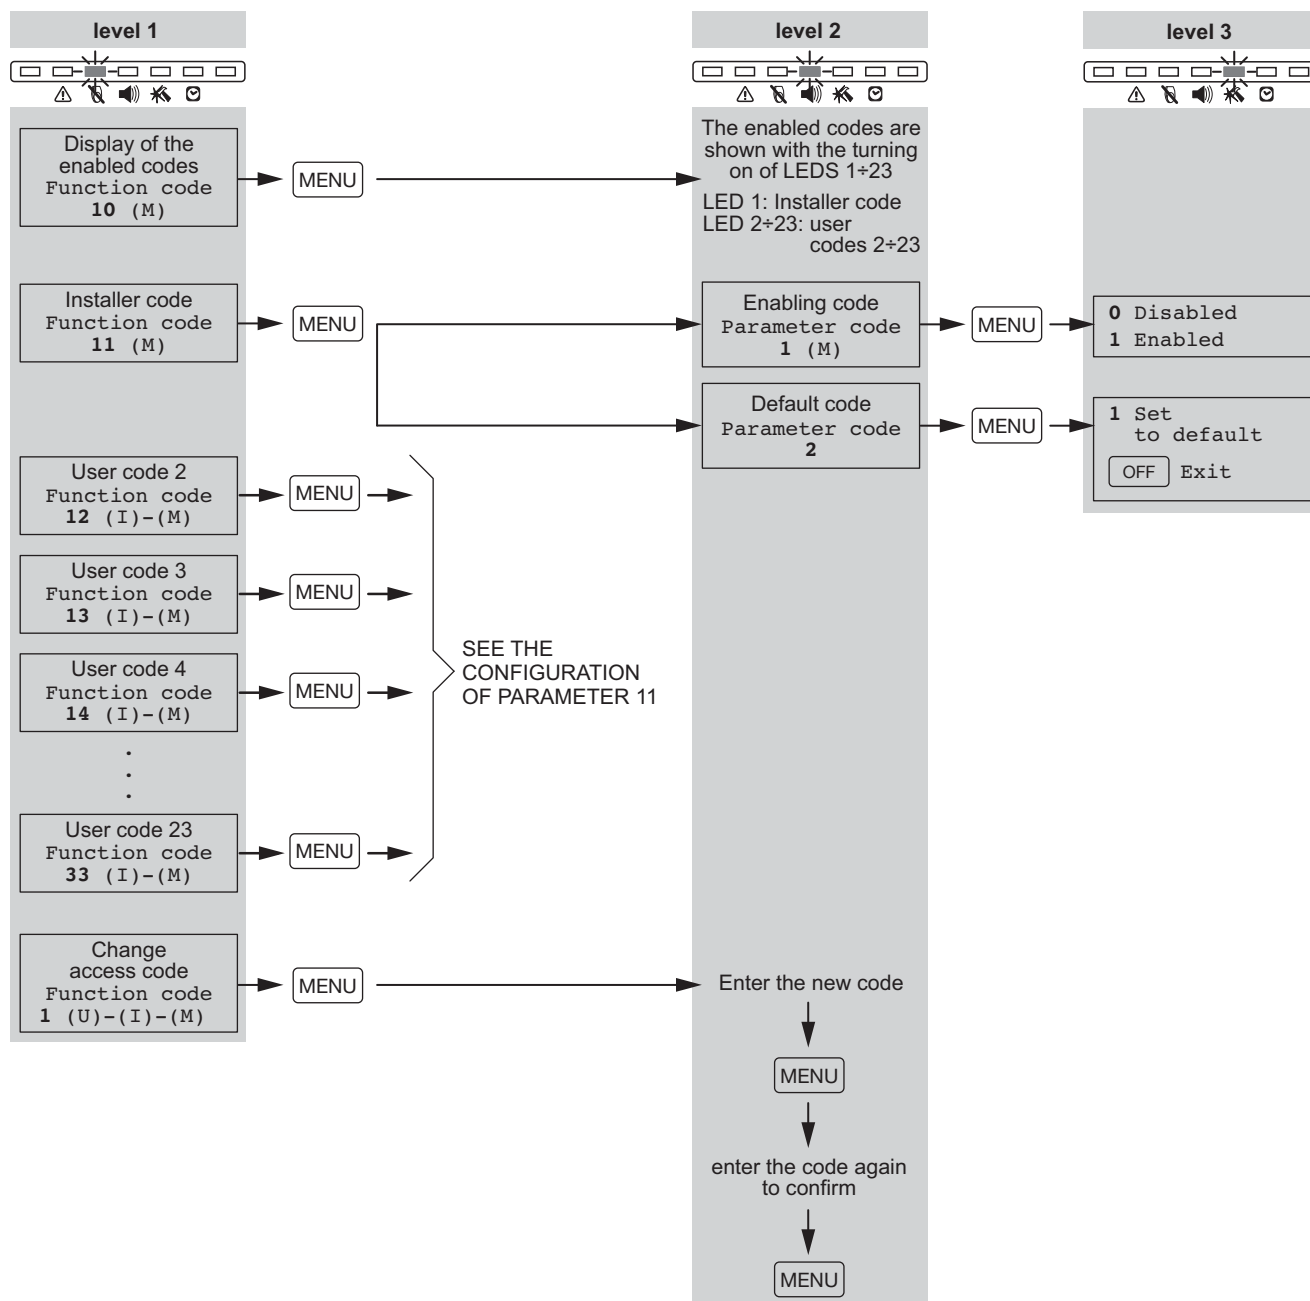 level 1
level 2
level 3
Display of the
enabled codes
Function code
10 (M)
MENU
The enabled codes are
shown with the turning
on of LEDS 1÷23
LED 1: Installer code
LED 2÷23: user
codes 2÷23
Installer code
Function code
11 (M)
MENU
Enabling code
Parameter code
1 (M)
MENU
0 Disabled
1 Enabled
Default code
Parameter code
2
MENU
1 Set
to default
OFF Exit
User code 2
Function code
12 (I)-(M)
MENU
User code 3
Function code
13 (I)-(M)
MENU
User code 4
Function code
14 (I)-(M)
MENU
SEE THE
CONFIGURATION
OF PARAMETER 11
.
.
.
User code 23
Function code
33 (I)-(M)
MENU
Change
access code
Function code
1 (U)-(I)-(M)
MENU
Enter the new code
MENU
enter the code again
to confirm
MENU